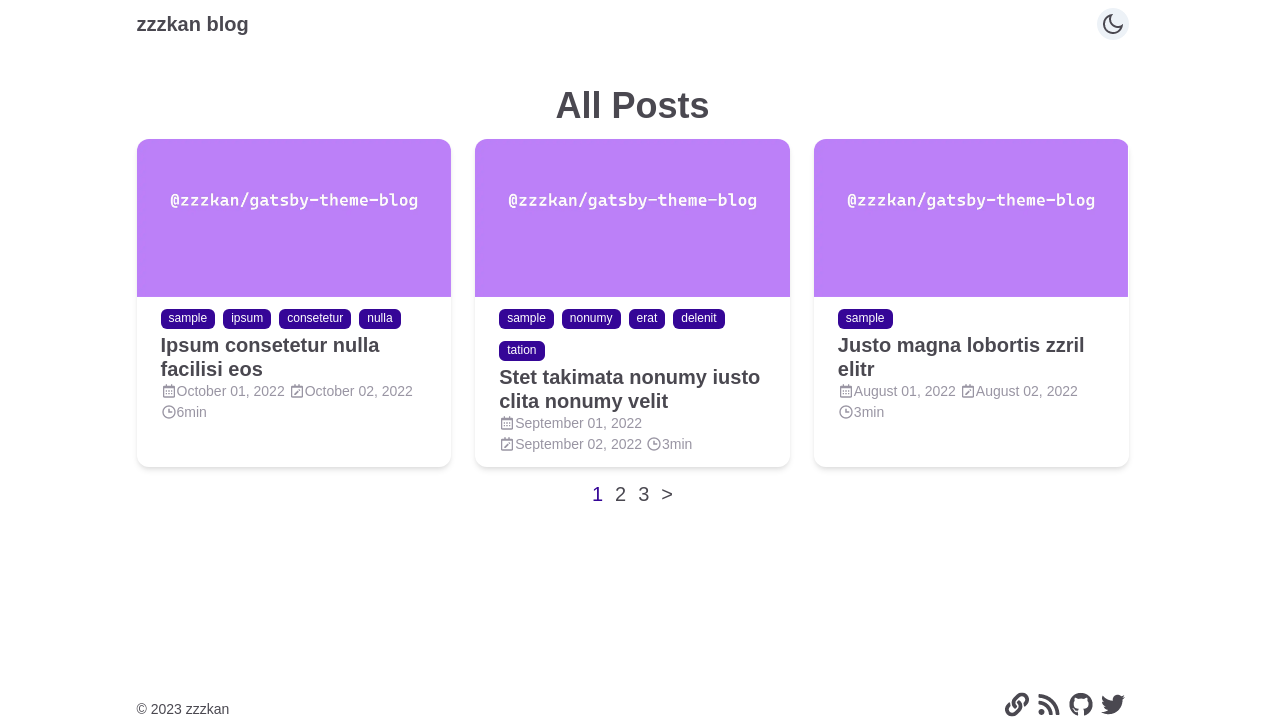 zzzkan blog
All Posts
@zzzkan/gatsby-theme-blog
sample ipsum consetetur nulla
Ipsum consetetur nulla
facilisi eos
October 01, 2022 October 02, 2022
6min
@zzzkan/gatsby-theme-blog
sample nonumy erat delenit
tation
Stet takimata nonumy iusto
clita nonumy velit
September 01, 2022
September 02, 2022 3min
@zzzkan/gatsby-theme-blog
sample
Justo magna lobortis zzril
elitr
August 01, 2022 August 02, 2022
3min
1 2 3 >
© 2023 zzzkan